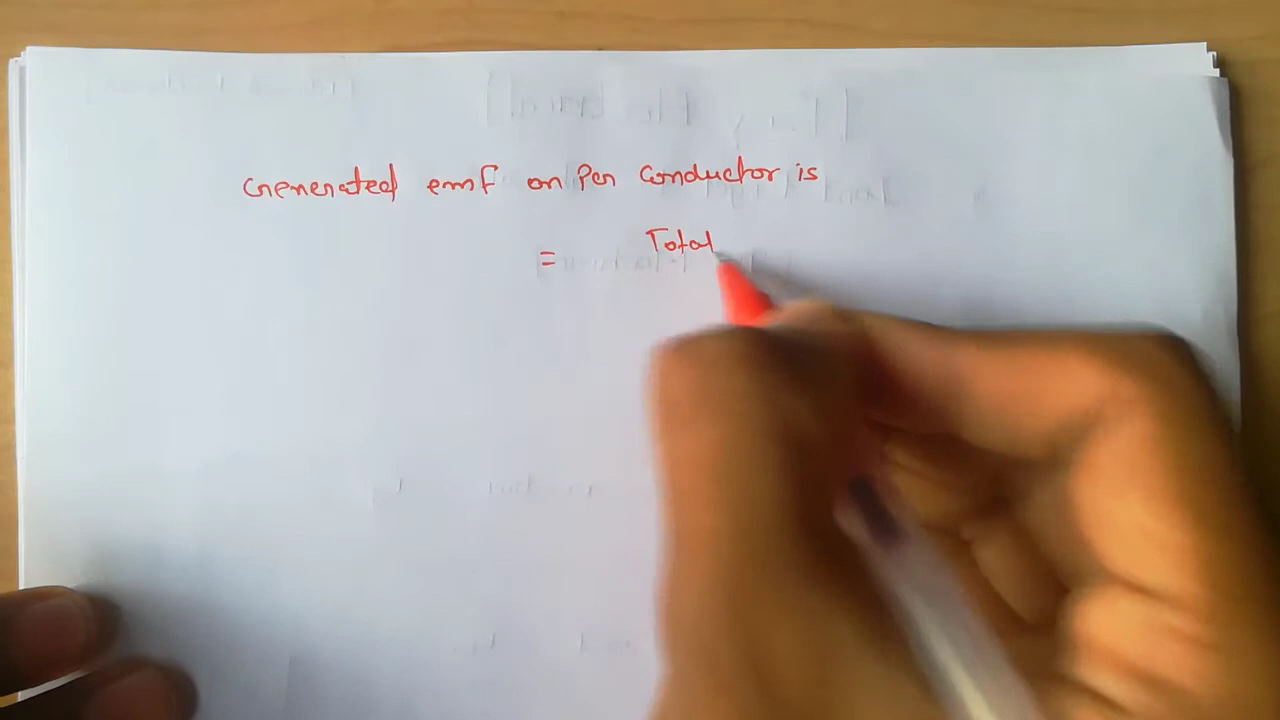 Generated emf on Per Conductor is
= Total